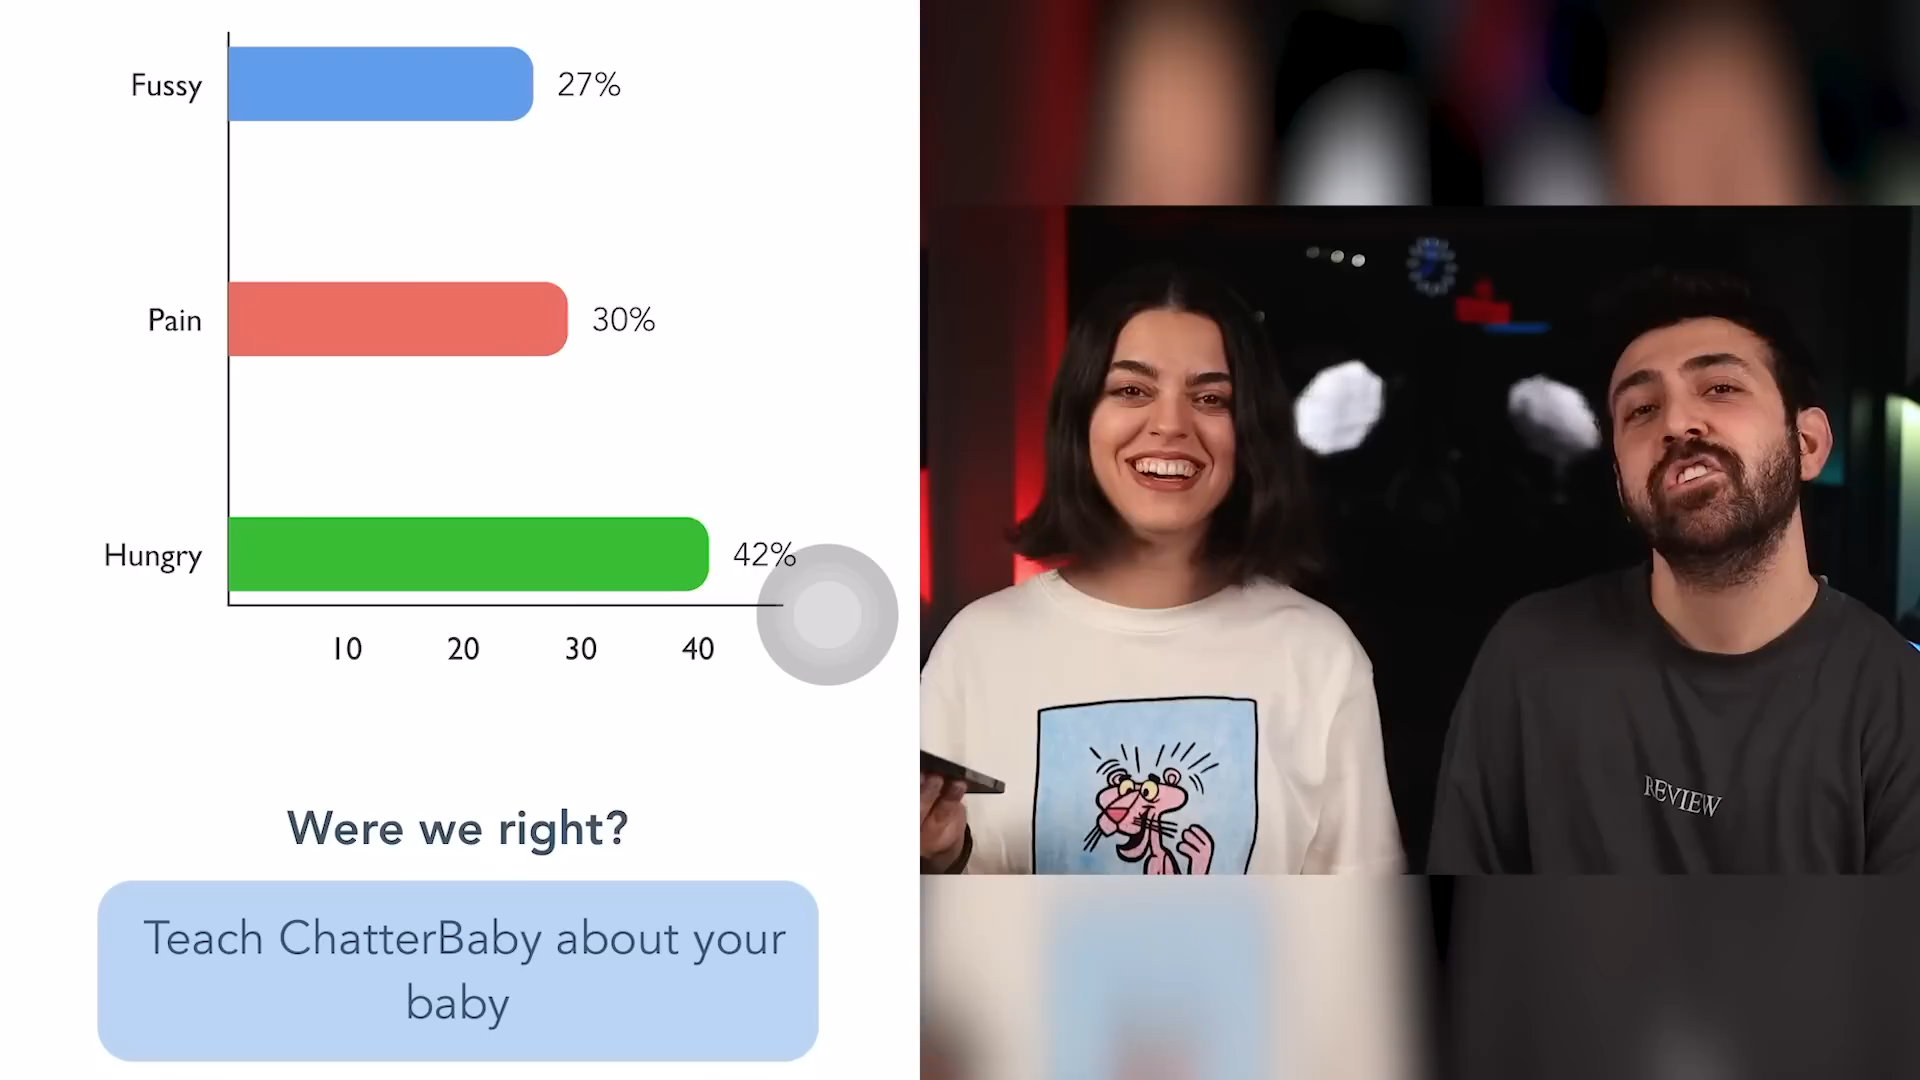 Fussy 27%
Pain 30%
Hungry 42%
10 20 30 40
Were we right?
Teach ChatterBaby about your
baby
REVIEW